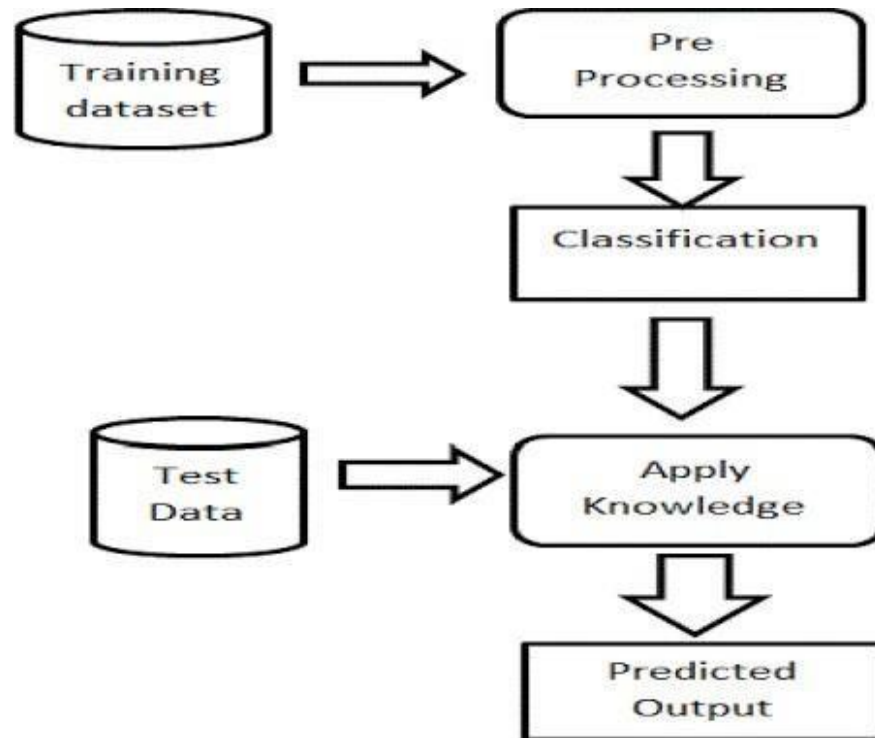 Training
dataset
Pre
Processing
Classification
Test
Data
Apply
Knowledge
Predicted
Output